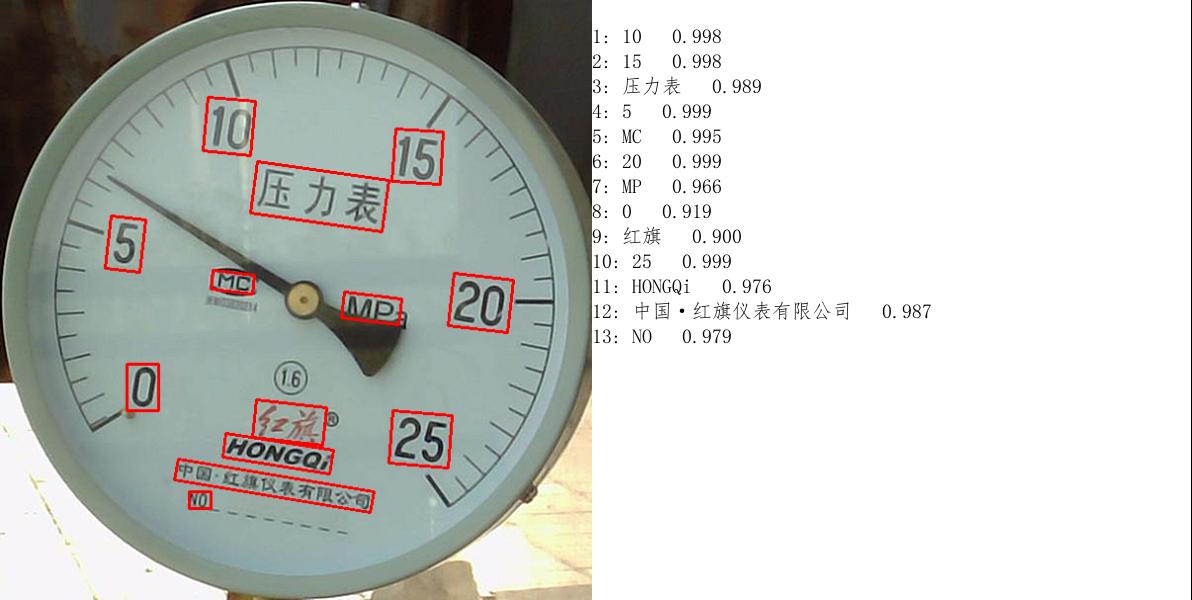 10
15
压力表
5
MC
20
MPa
0
1.6
红旗®
25
HONGQi
中国·红旗仪表有限公司
NO
1: 10 0.998
2: 15 0.998
3: 压力表 0.989
4: 5 0.999
5: MC 0.995
6: 20 0.999
7: MP 0.966
8: 0 0.919
9: 红旗 0.900
10: 25 0.999
11: HONGQi 0.976
12: 中国·红旗仪表有限公司 0.987
13: NO 0.979